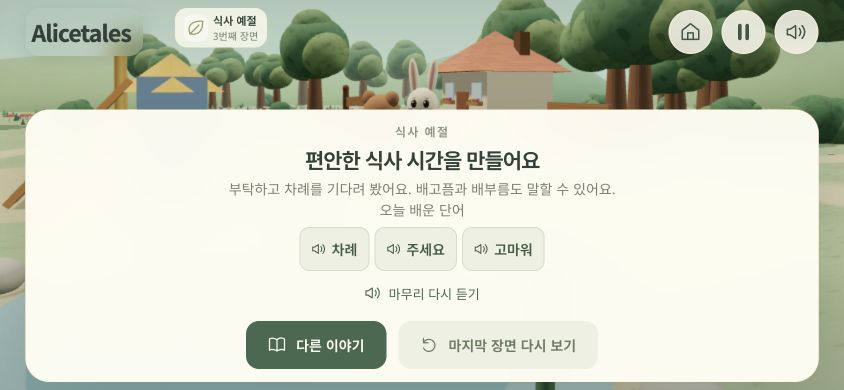 Alicetales
식사 예절
3번째 장면
식사 예절
편안한 식사 시간을 만들어요
부탁하고 차례를 기다려 봤어요. 배고픔과 배부름도 말할 수 있어요.
오늘 배운 단어
차례
주세요
고마워
마무리 다시 듣기
다른 이야기
마지막 장면 다시 보기